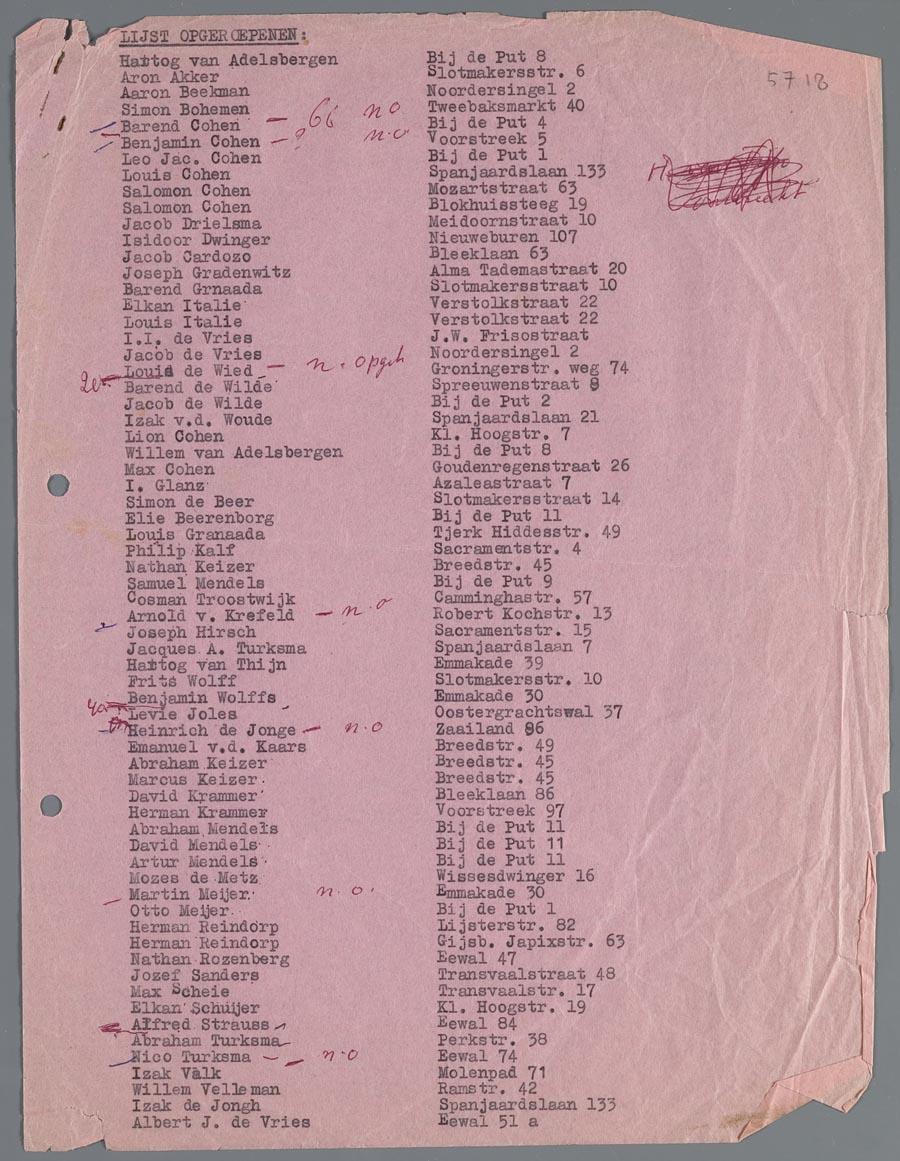 LIJST OPGEROEPENEN:
5718
Hartog van Adelsbergen Bij de Put 8
Aron Akker Slotmakersstr. 6
Aaron Beekman Noordersingel 2
Simon Bohemen Tweebaksmarkt 40
Barend Cohen — 66 n o Bij de Put 4
Benjamin Cohen — ? n.o Voorstreek 5
Leo Jac. Cohen Bij de Put 1
Louis Cohen Spanjaardslaan 133
Salomon Cohen Mozartstraat 63
Salomon Cohen Blokhuissteeg 19
Jacob Drielsma Meidoornstraat 10
Isidoor Dwinger Nieuweburen 107
Jacob Cardozo Bleeklaan 63
Joseph Gradenwitz Alma Tademastraat 20
Barend Grnaada Slotmakersstraat 10
Elkan Italie Verstolkstraat 22
Louis Italie Verstolkstraat 22
I.I. de Vries J.W. Frisostraat
Jacob de Vries Noordersingel 2
Louis de Wied — n. opgeh Groningerstr. weg 74
Barend de Wilde Spreeuwenstraat 8
Jacob de Wilde Bij de Put 2
Izak v.d. Woude Spanjaardslaan 21
Lion Cohen Kl. Hoogstr. 7
Willem van Adelsbergen Bij de Put 8
Max Cohen Goudenregenstraat 26
I. Glanz Azaleastraat 7
Simon de Beer Slotmakersstraat 14
Elie Beerenborg Bij de Put 11
Louis Granaada Tjerk Hiddesstr. 49
Philip Kalf Sacramentstr. 4
Nathan Keizer Breedstr. 45
Samuel Mendels Bij de Put 9
Cosman Troostwijk Camminghastr. 57
Arnold v. Krefeld — n.o Robert Kochstr. 13
Joseph Hirsch Sacramentstr. 15
Jacques A. Turksma Spanjaardslaan 7
Hartog van Thijn Emmakade 39
Frits Wolff Slotmakersstr. 10
Benjamin Wolffs Emmakade 30
Levie Joles Oostergrachtswal 37
Heinrich de Jonge — n.o Zaailand 86
Emanuel v.d. Kaars Breedstr. 49
Abraham Keizer Breedstr. 45
Marcus Keizer Breedstr. 45
David Krammer Bleeklaan 86
Herman Krammer Voorstreek 97
Abraham Mendels Bij de Put 11
David Mendels Bij de Put 11
Artur Mendels Bij de Put 11
Mozes de Metz Wissesdwinger 16
Martin Meijer n.o. Emmakade 30
Otto Meijer Bij de Put 1
Herman Reindorp Lijsterstr. 82
Herman Reindorp Gijsb. Japixstr. 63
Nathan Rozenberg Eewal 47
Jozef Sanders Transvaalstraat 48
Max Scheie Transvaalstr. 17
Elkan Schuijer Kl. Hoogstr. 19
Alfred Strauss Eewal 84
Abraham Turksma Perkstr. 38
Nico Turksma — n.o Eewal 74
Izak Valk Molenpad 71
Willem Velleman Ramstr. 42
Izak de Jongh Spanjaardslaan 133
Albert J. de Vries Eewal 51 a